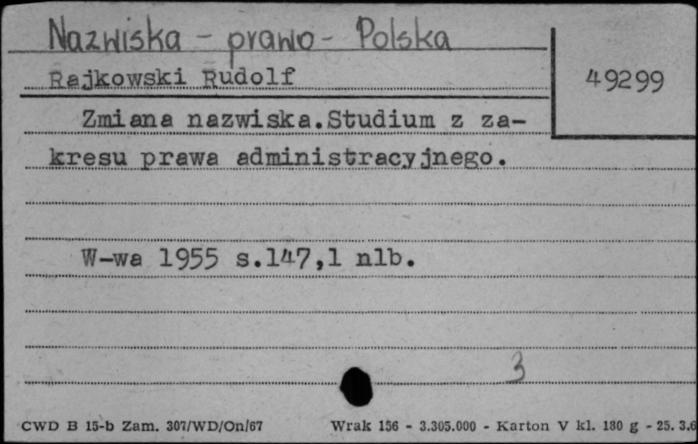 Nazwiska - prawo - Polska
Rajkowski Rudolf
49299
Zmiana nazwiska.Studium z za-
kresu prawa administracyjnego.
W-wa 1955 s.147,1 nlb.
3
CWD B 15-b Zam. 307/WD/On/67
Wrak 156 - 3.305.000 - Karton V kl. 180 g - 25. 3.